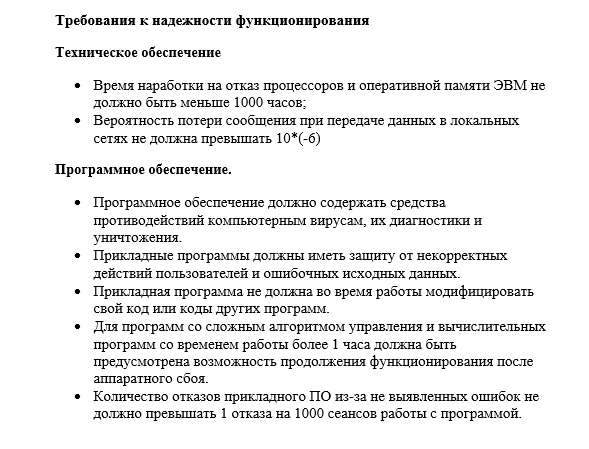 Требования к надежности функционирования
Техническое обеспечение
• Время наработки на отказ процессоров и оперативной памяти ЭВМ не
должно быть меньше 1000 часов;
• Вероятность потери сообщения при передаче данных в локальных
сетях не должна превышать 10*(-6)
Программное обеспечение.
• Программное обеспечение должно содержать средства
противодействий компьютерным вирусам, их диагностики и
уничтожения.
• Прикладные программы должны иметь защиту от некорректных
действий пользователей и ошибочных исходных данных.
• Прикладная программа не должна во время работы модифицировать
свой код или коды других программ.
• Для программ со сложным алгоритмом управления и вычислительных
программ со временем работы более 1 часа должна быть
предусмотрена возможность продолжения функционирования после
аппаратного сбоя.
• Количество отказов прикладного ПО из-за не выявленных ошибок не
должно превышать 1 отказа на 1000 сеансов работы с программой.